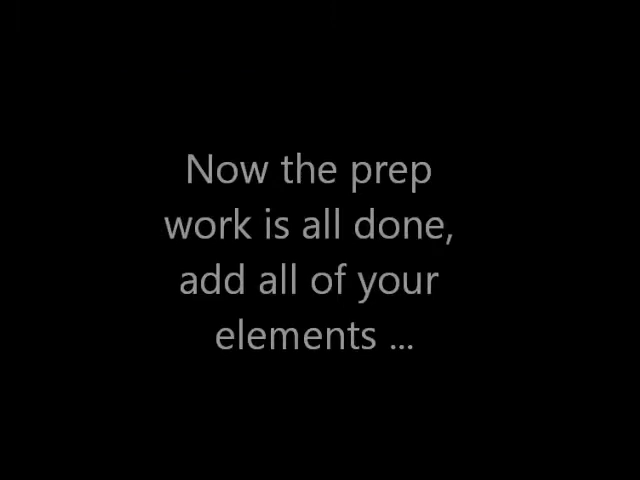 Now the prep
work is all done,
add all of your
elements ...